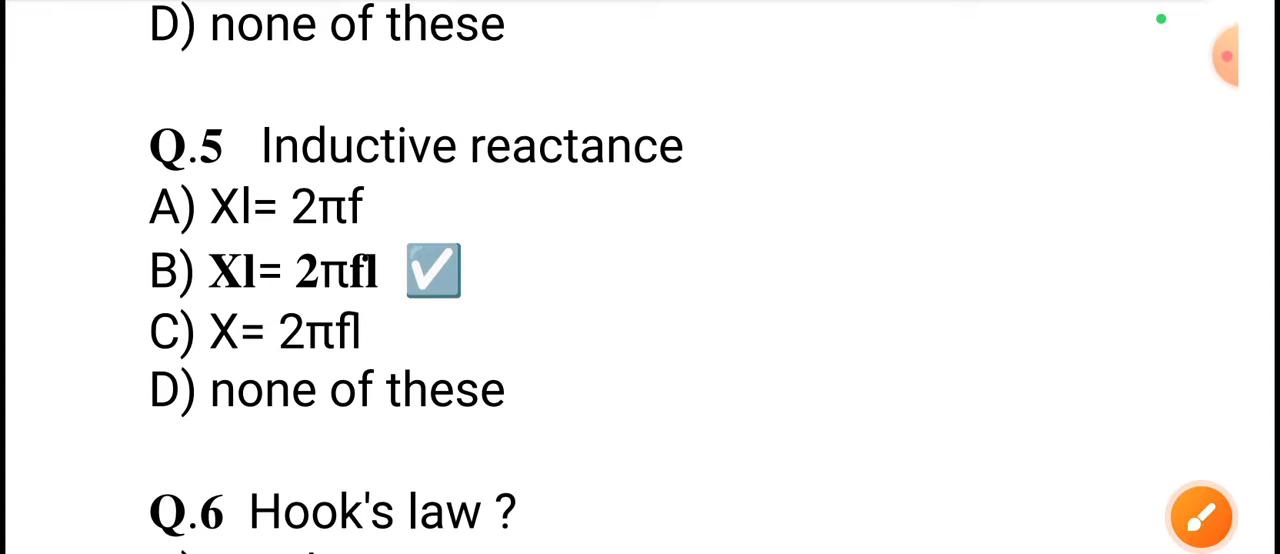 D) none of these
Q.5 Inductive reactance
A) Xl= 2πf
B) Xl= 2πfl ☑
C) X= 2πfl
D) none of these
Q.6 Hook's law ?